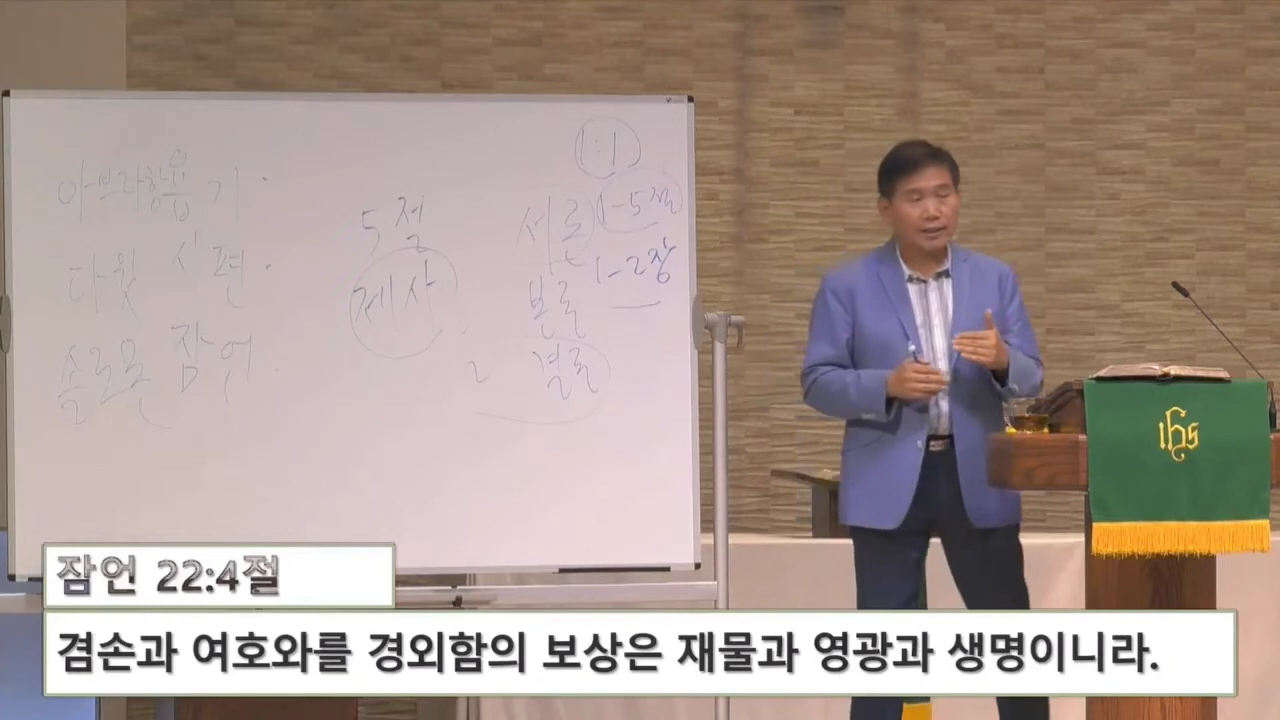 1:1
아브라함 욥기
5절
서론 1-5절
다윗 시편
제사
본론 1-2장
솔로몬 잠언
2 결론
IHS
잠언 22:4절
겸손과 여호와를 경외함의 보상은 재물과 영광과 생명이니라.